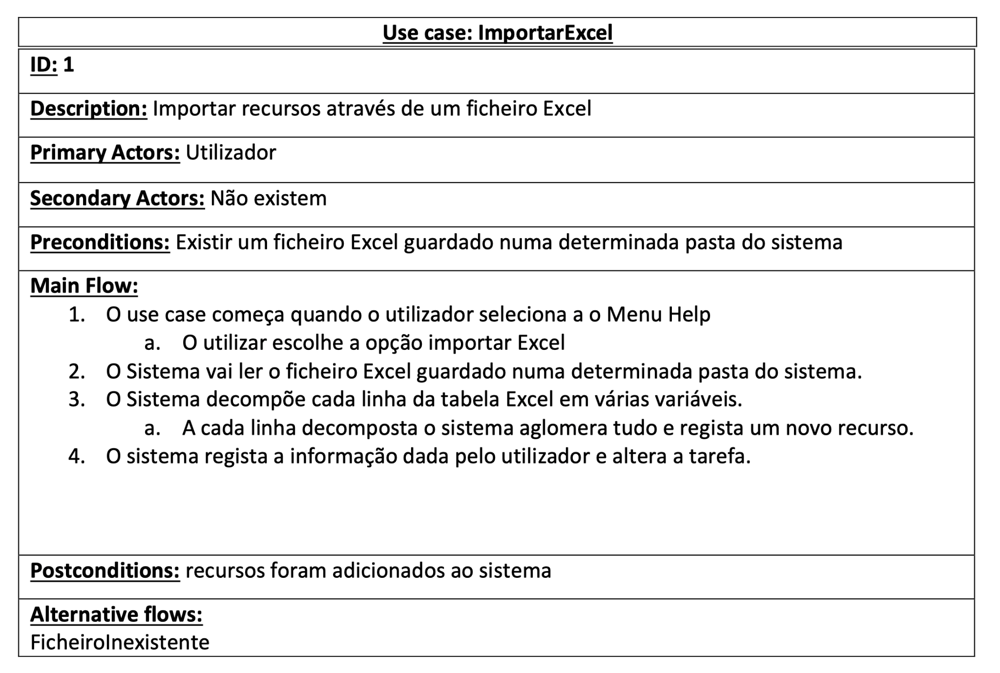 Use case: ImportarExcel
ID: 1
Description: Importar recursos através de um ficheiro Excel
Primary Actors: Utilizador
Secondary Actors: Não existem
Preconditions: Existir um ficheiro Excel guardado numa determinada pasta do sistema
Main Flow:
1. O use case começa quando o utilizador seleciona a o Menu Help
a. O utilizar escolhe a opção importar Excel
2. O Sistema vai ler o ficheiro Excel guardado numa determinada pasta do sistema.
3. O Sistema decompõe cada linha da tabela Excel em várias variáveis.
a. A cada linha decomposta o sistema aglomera tudo e regista um novo recurso.
4. O sistema regista a informação dada pelo utilizador e altera a tarefa.
Postconditions: recursos foram adicionados ao sistema
Alternative flows:
FicheiroInexistente